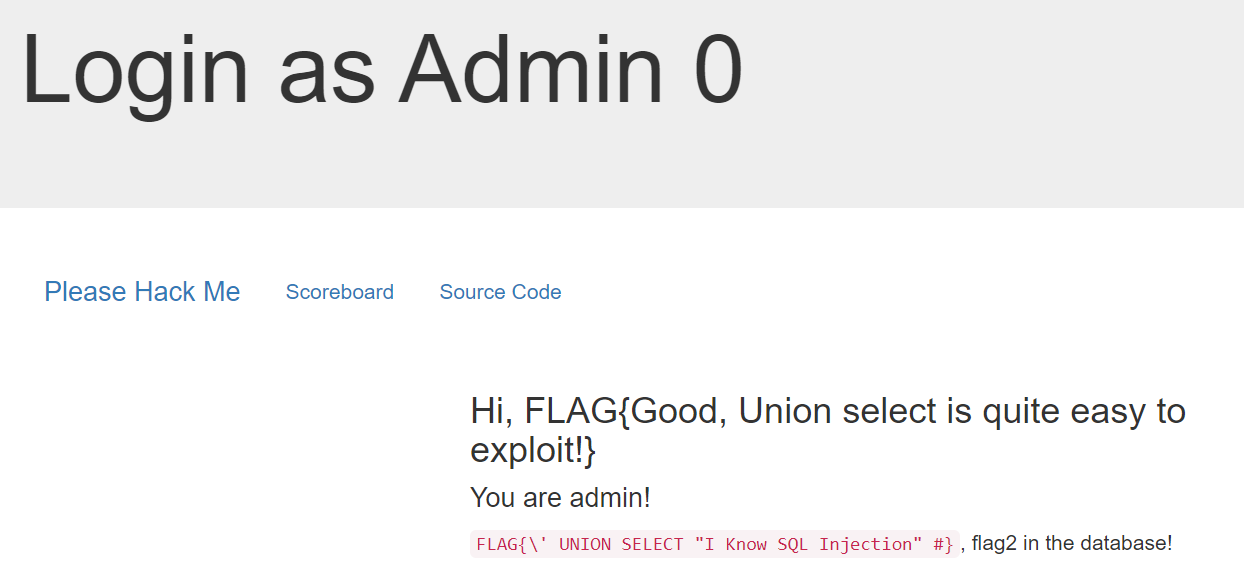 Login as Admin 0
Please Hack Me Scoreboard Source Code
Hi, FLAG{Good, Union select is quite easy to
exploit!}
You are admin!
FLAG{\' UNION SELECT "I Know SQL Injection" #}, flag2 in the database!